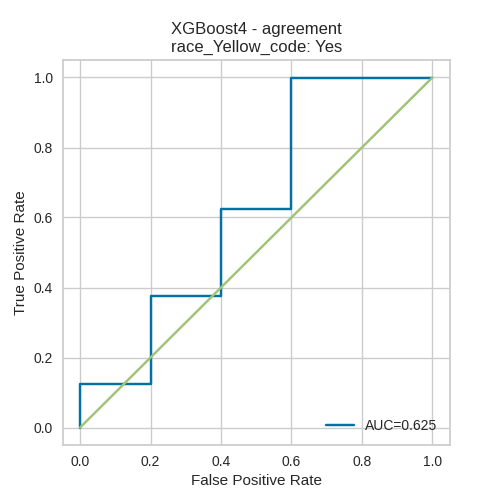 XGBoost4 - agreement
race_Yellow_code: Yes
True Positive Rate
1.0
0.8
0.6
0.4
0.2
0.0
AUC=0.625
0.0 0.2 0.4 0.6 0.8 1.0
False Positive Rate